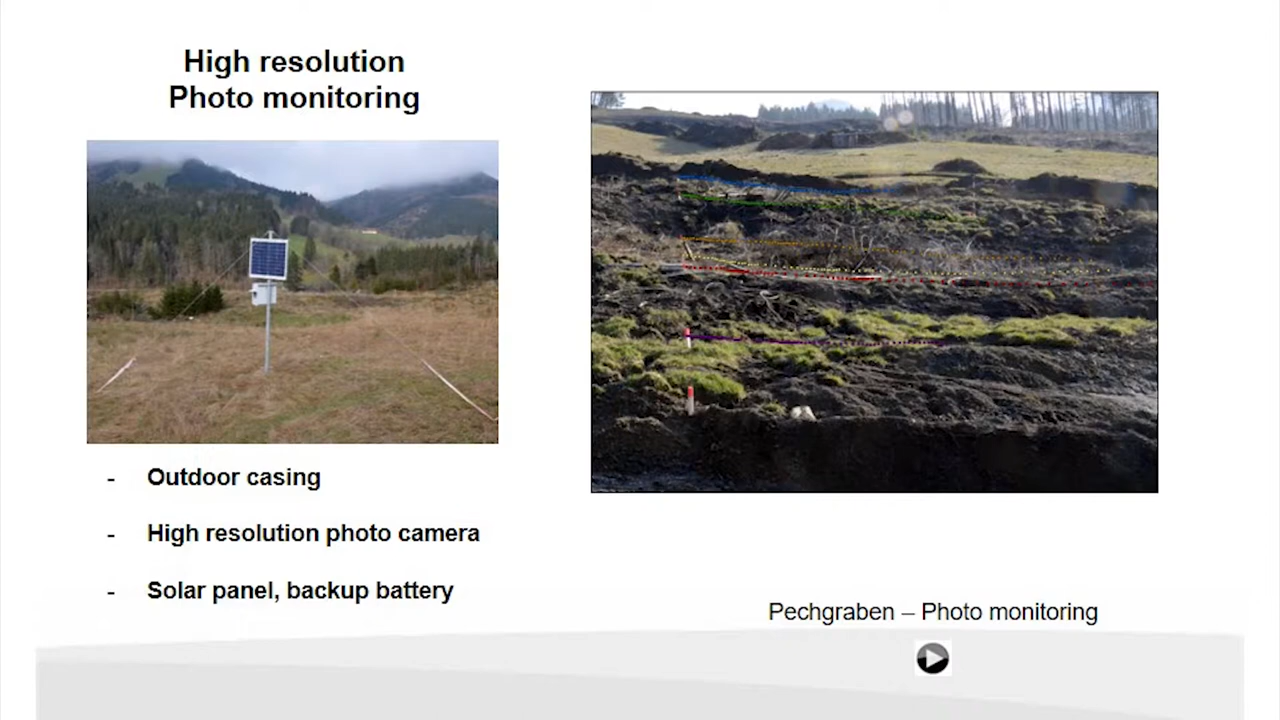 High resolution
Photo monitoring
- Outdoor casing
- High resolution photo camera
- Solar panel, backup battery
Pechgraben – Photo monitoring